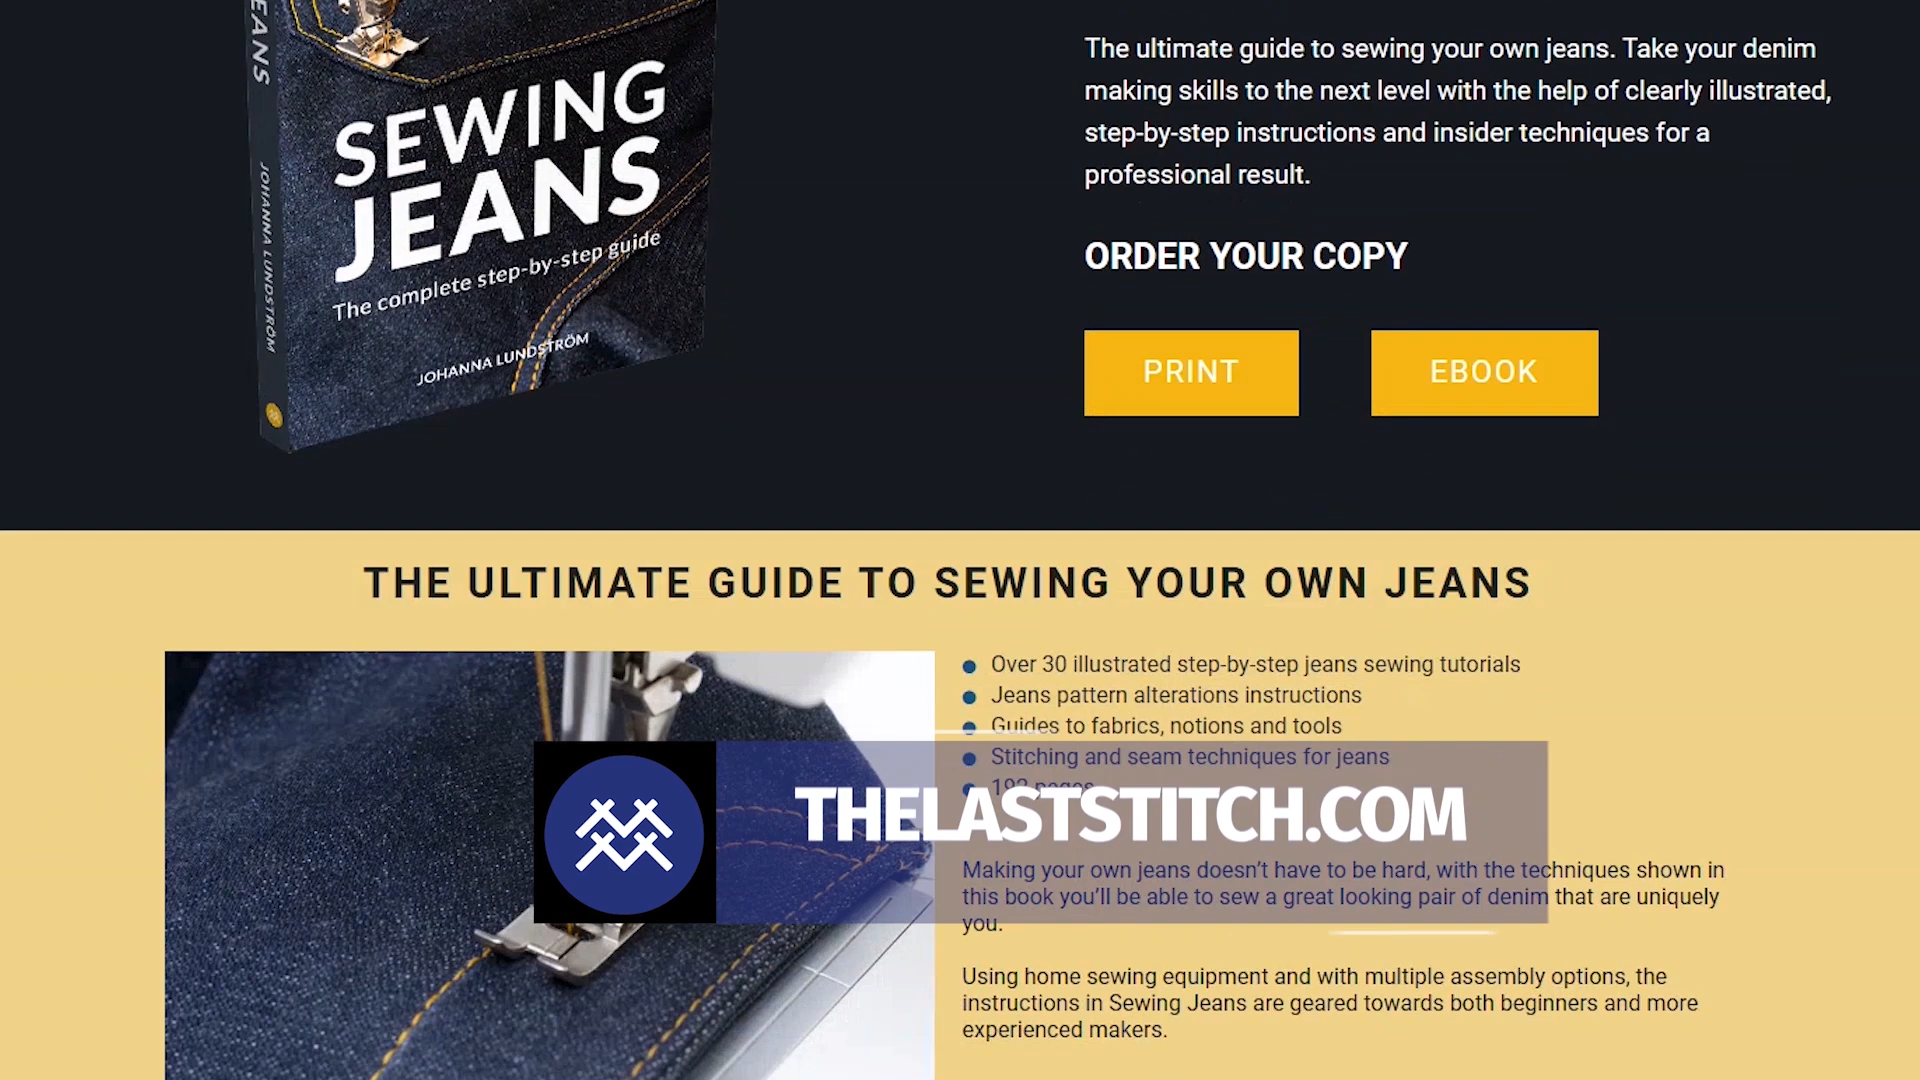 EANS
JOHANNA LUNDSTRÖM
SEWING
JEANS
The complete step-by-step guide
JOHANNA LUNDSTRÖM
The ultimate guide to sewing your own jeans. Take your denim
making skills to the next level with the help of clearly illustrated,
step-by-step instructions and insider techniques for a
professional result.
ORDER YOUR COPY
PRINT
EBOOK
THE ULTIMATE GUIDE TO SEWING YOUR OWN JEANS
Over 30 illustrated step-by-step jeans sewing tutorials
Jeans pattern alterations instructions
Guides to fabrics, notions and tools
Stitching and seam techniques for jeans
192 pages
THELASTSTITCH.COM
Making your own jeans doesn't have to be hard, with the techniques shown in
this book you'll be able to sew a great looking pair of denim that are uniquely
you.
Using home sewing equipment and with multiple assembly options, the
instructions in Sewing Jeans are geared towards both beginners and more
experienced makers.